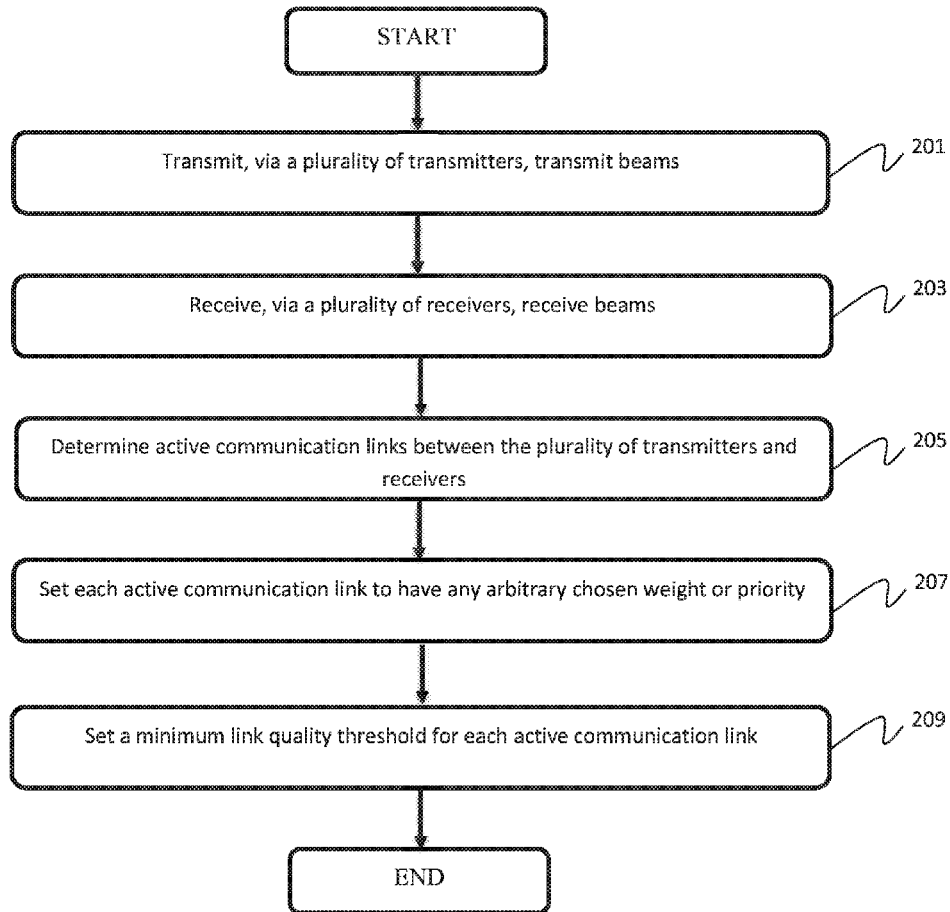 START
Transmit, via a plurality of transmitters, transmit beams
201
Receive, via a plurality of receivers, receive beams
203
Determine active communication links between the plurality of transmitters and
receivers
205
Set each active communication link to have any arbitrary chosen weight or priority
207
Set a minimum link quality threshold for each active communication link
209
END